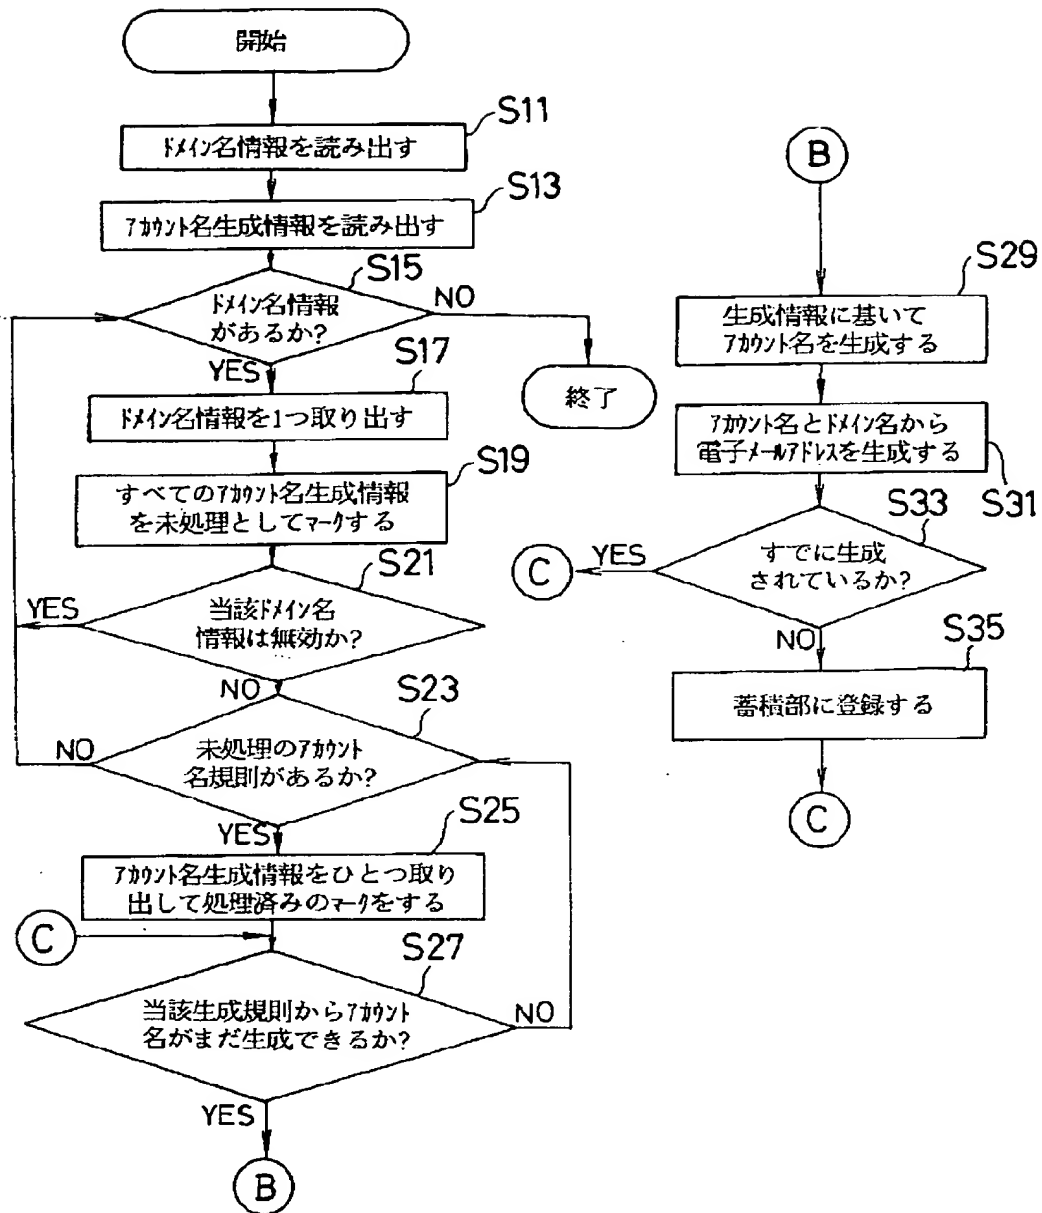 開始
S11
ドメイン名情報を読み出す
S13
アカウント名生成情報を読み出す
S15
ドメイン名情報
があるか?
NO
YES
終了
S17
ドメイン名情報を1つ取り出す
S19
すべてのアカウント名生成情報
を未処理としてマークする
S21
当該ドメイン名
情報は無効か?
YES
NO
S23
未処理のアカウント
名規則があるか?
NO
YES
S25
アカウント名生成情報をひとつ取り
出して処理済みのマークをする
C
S27
当該生成規則からアカウント
名がまだ生成できるか?
NO
YES
B
B
S29
生成情報に基いて
アカウント名を生成する
アカウント名とドメイン名から
電子メールアドレスを生成する
S31
S33
すでに生成
されているか?
YES
C
NO
S35
蓄積部に登録する
C